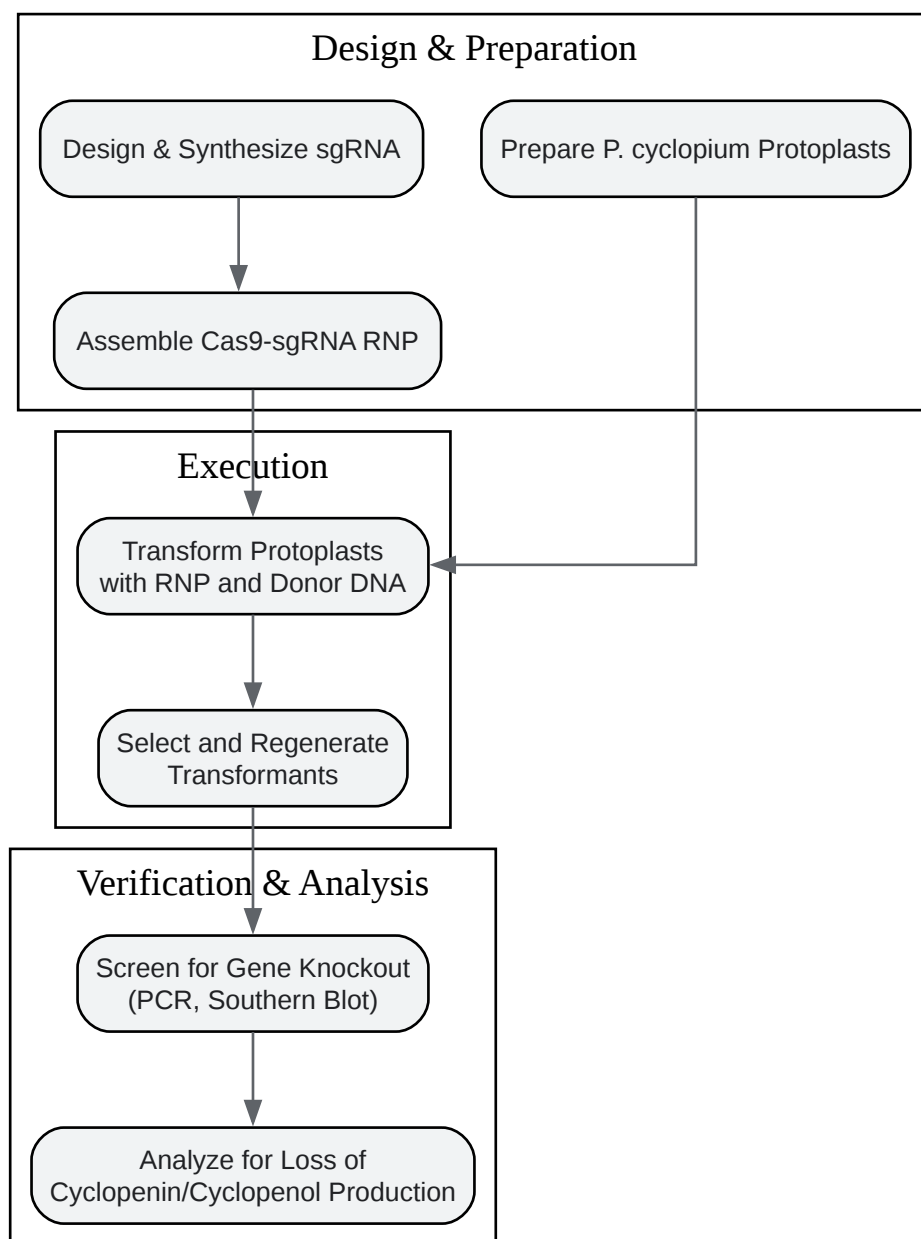 Design & Preparation
Design & Synthesize sgRNA
Prepare P. cyclopium Protoplasts
Assemble Cas9-sgRNA RNP
Execution
Transform Protoplasts
with RNP and Donor DNA
Select and Regenerate
Transformants
Verification & Analysis
Screen for Gene Knockout
(PCR, Southern Blot)
Analyze for Loss of
Cyclopenin/Cyclopenol Production